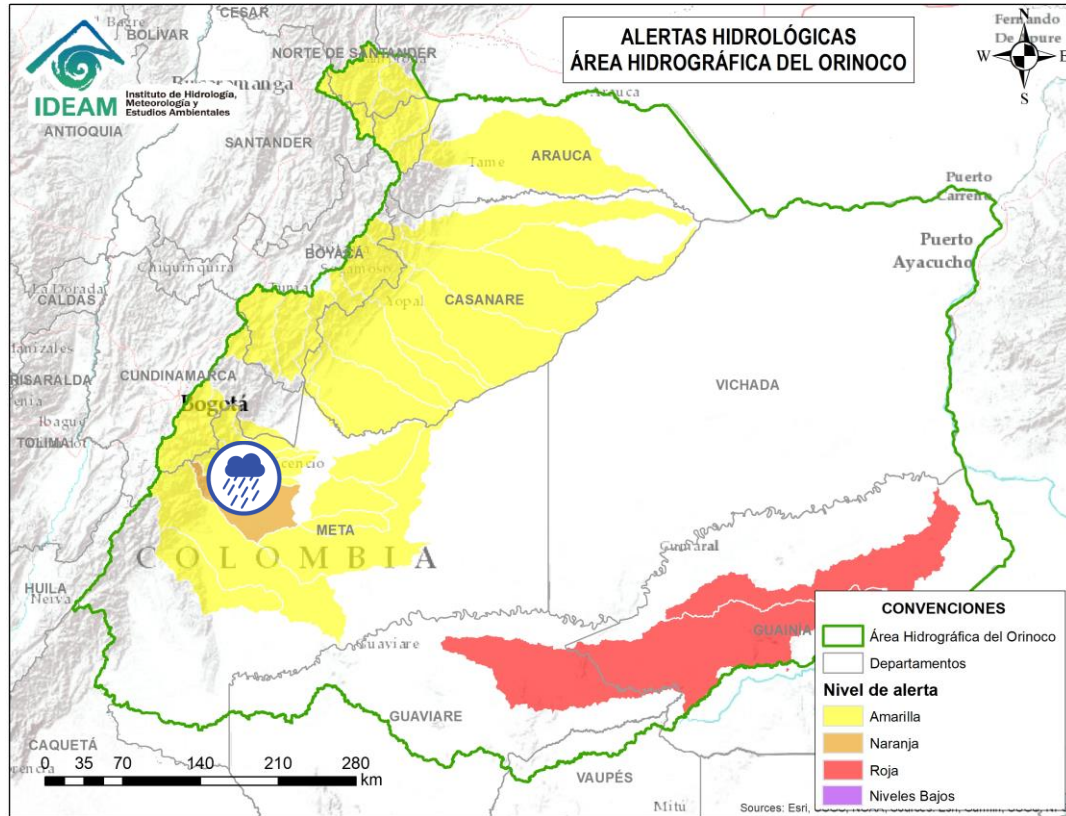 CESAR
Bagre
BOLÍVAR
NORTE DE SANTANDER
ALERTAS HIDROLÓGICAS
ÁREA HIDROGRÁFICA DEL ORINOCO
Fernando
De Apure
N
W
E
S
IDEAM
Instituto de Hidrología,
Meteorología y
Estudios Ambientales
ANTIOQUIA
SANTANDER
Arauca
Tame
ARAUCA
Puerto
Carreño
Puerto
Ayacucho
BOYACÁ
Chiquinquirá
La Dorada
Tunja
Yopal
CASANARE
CALDAS
RISARALDA
CUNDINAMARCA
VICHADA
Bogotá
Ibagué
TOLIMA
META
COLOMBIA
Cumaral
HUILA
Neiva
GUAINÍA
GUAVIARE
CAQUETÁ
VAUPÉS
Mitú
0 35 70 140 210 280
km
CONVENCIONES
Área Hidrográfica del Orinoco
Departamentos
Nivel de alerta
Amarilla
Naranja
Roja
Niveles Bajos
Sources: Esri,